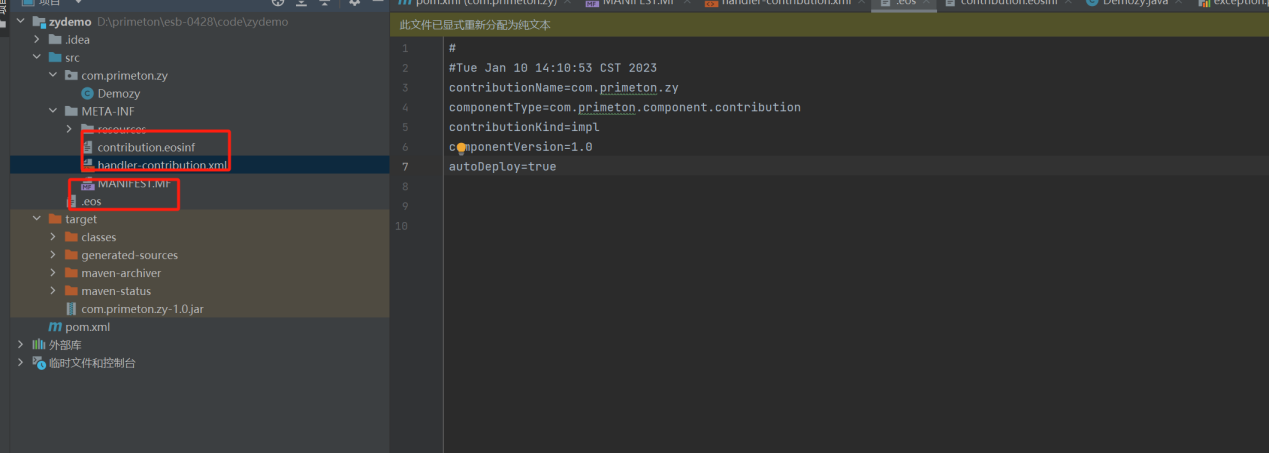 项目
pom.xml (com.primeton.zy)
MANIFEST.MF
handler-contribution.xml
.eos
contribution.eosinf
Demozy.java
exception.
zydemo D:\primeton\esb-0428\code\zydemo
.idea
src
com.primeton.zy
Demozy
META-INF
resources
contribution.eosinf
handler-contribution.xml
MANIFEST.MF
.eos
target
classes
generated-sources
maven-archiver
maven-status
com.primeton.zy-1.0.jar
pom.xml
外部库
临时文件和控制台
此文件已显式重新分配为纯文本
1 #
2 #Tue Jan 10 14:10:53 CST 2023
3 contributionName=com.primeton.zy
4 componentType=com.primeton.component.contribution
5 contributionKind=impl
6 componentVersion=1.0
7 autoDeploy=true
8
9
10